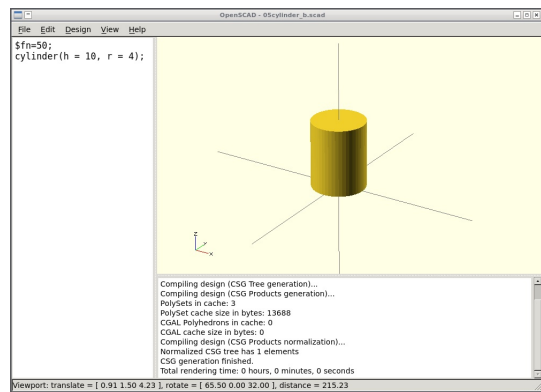 OpenSCAD - 05cylinder_b.scad
File Edit Design View Help
$fn=50;
cylinder(h = 10, r = 4);
z
y
x
Compiling design (CSG Tree generation)...
Compiling design (CSG Products generation)...
PolySets in cache: 3
PolySet cache size in bytes: 13688
CGAL Polyhedrons in cache: 0
CGAL cache size in bytes: 0
Compiling design (CSG Products normalization)...
Normalized CSG tree has 1 elements
CSG generation finished.
Total rendering time: 0 hours, 0 minutes, 0 seconds
Viewport: translate = [ 0.91 1.50 4.23 ], rotate = [ 65.50 0.00 32.00 ], distance = 215.23